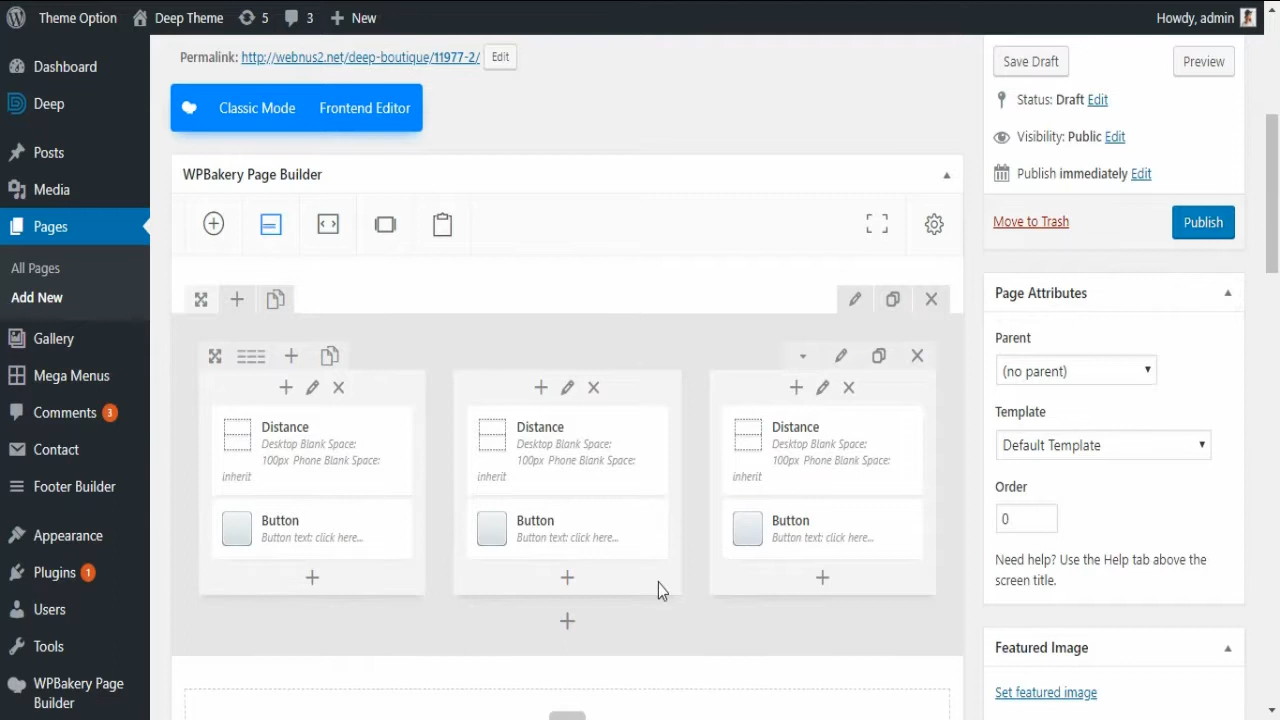 Theme Option Deep Theme 5 3 New Howdy, admin
Dashboard
Deep
Posts
Media
Pages
All Pages
Add New
Gallery
Mega Menus
Comments 3
Contact
Footer Builder
Appearance
Plugins 1
Users
Tools
WPBakery Page
Builder
Permalink: http://webnus2.net/deep-boutique/11977-2/ Edit
Classic Mode Frontend Editor
WPBakery Page Builder
Distance
Desktop Blank Space:
100px Phone Blank Space:
inherit
Button
Button text: click here...
Distance
Desktop Blank Space:
100px Phone Blank Space:
inherit
Button
Button text: click here...
Distance
Desktop Blank Space:
100px Phone Blank Space:
inherit
Button
Button text: click here...
Save Draft Preview
Status: Draft Edit
Visibility: Public Edit
Publish immediately Edit
Move to Trash Publish
Page Attributes
Parent
(no parent)
Template
Default Template
Order
0
Need help? Use the Help tab above the
screen title.
Featured Image
Set featured image